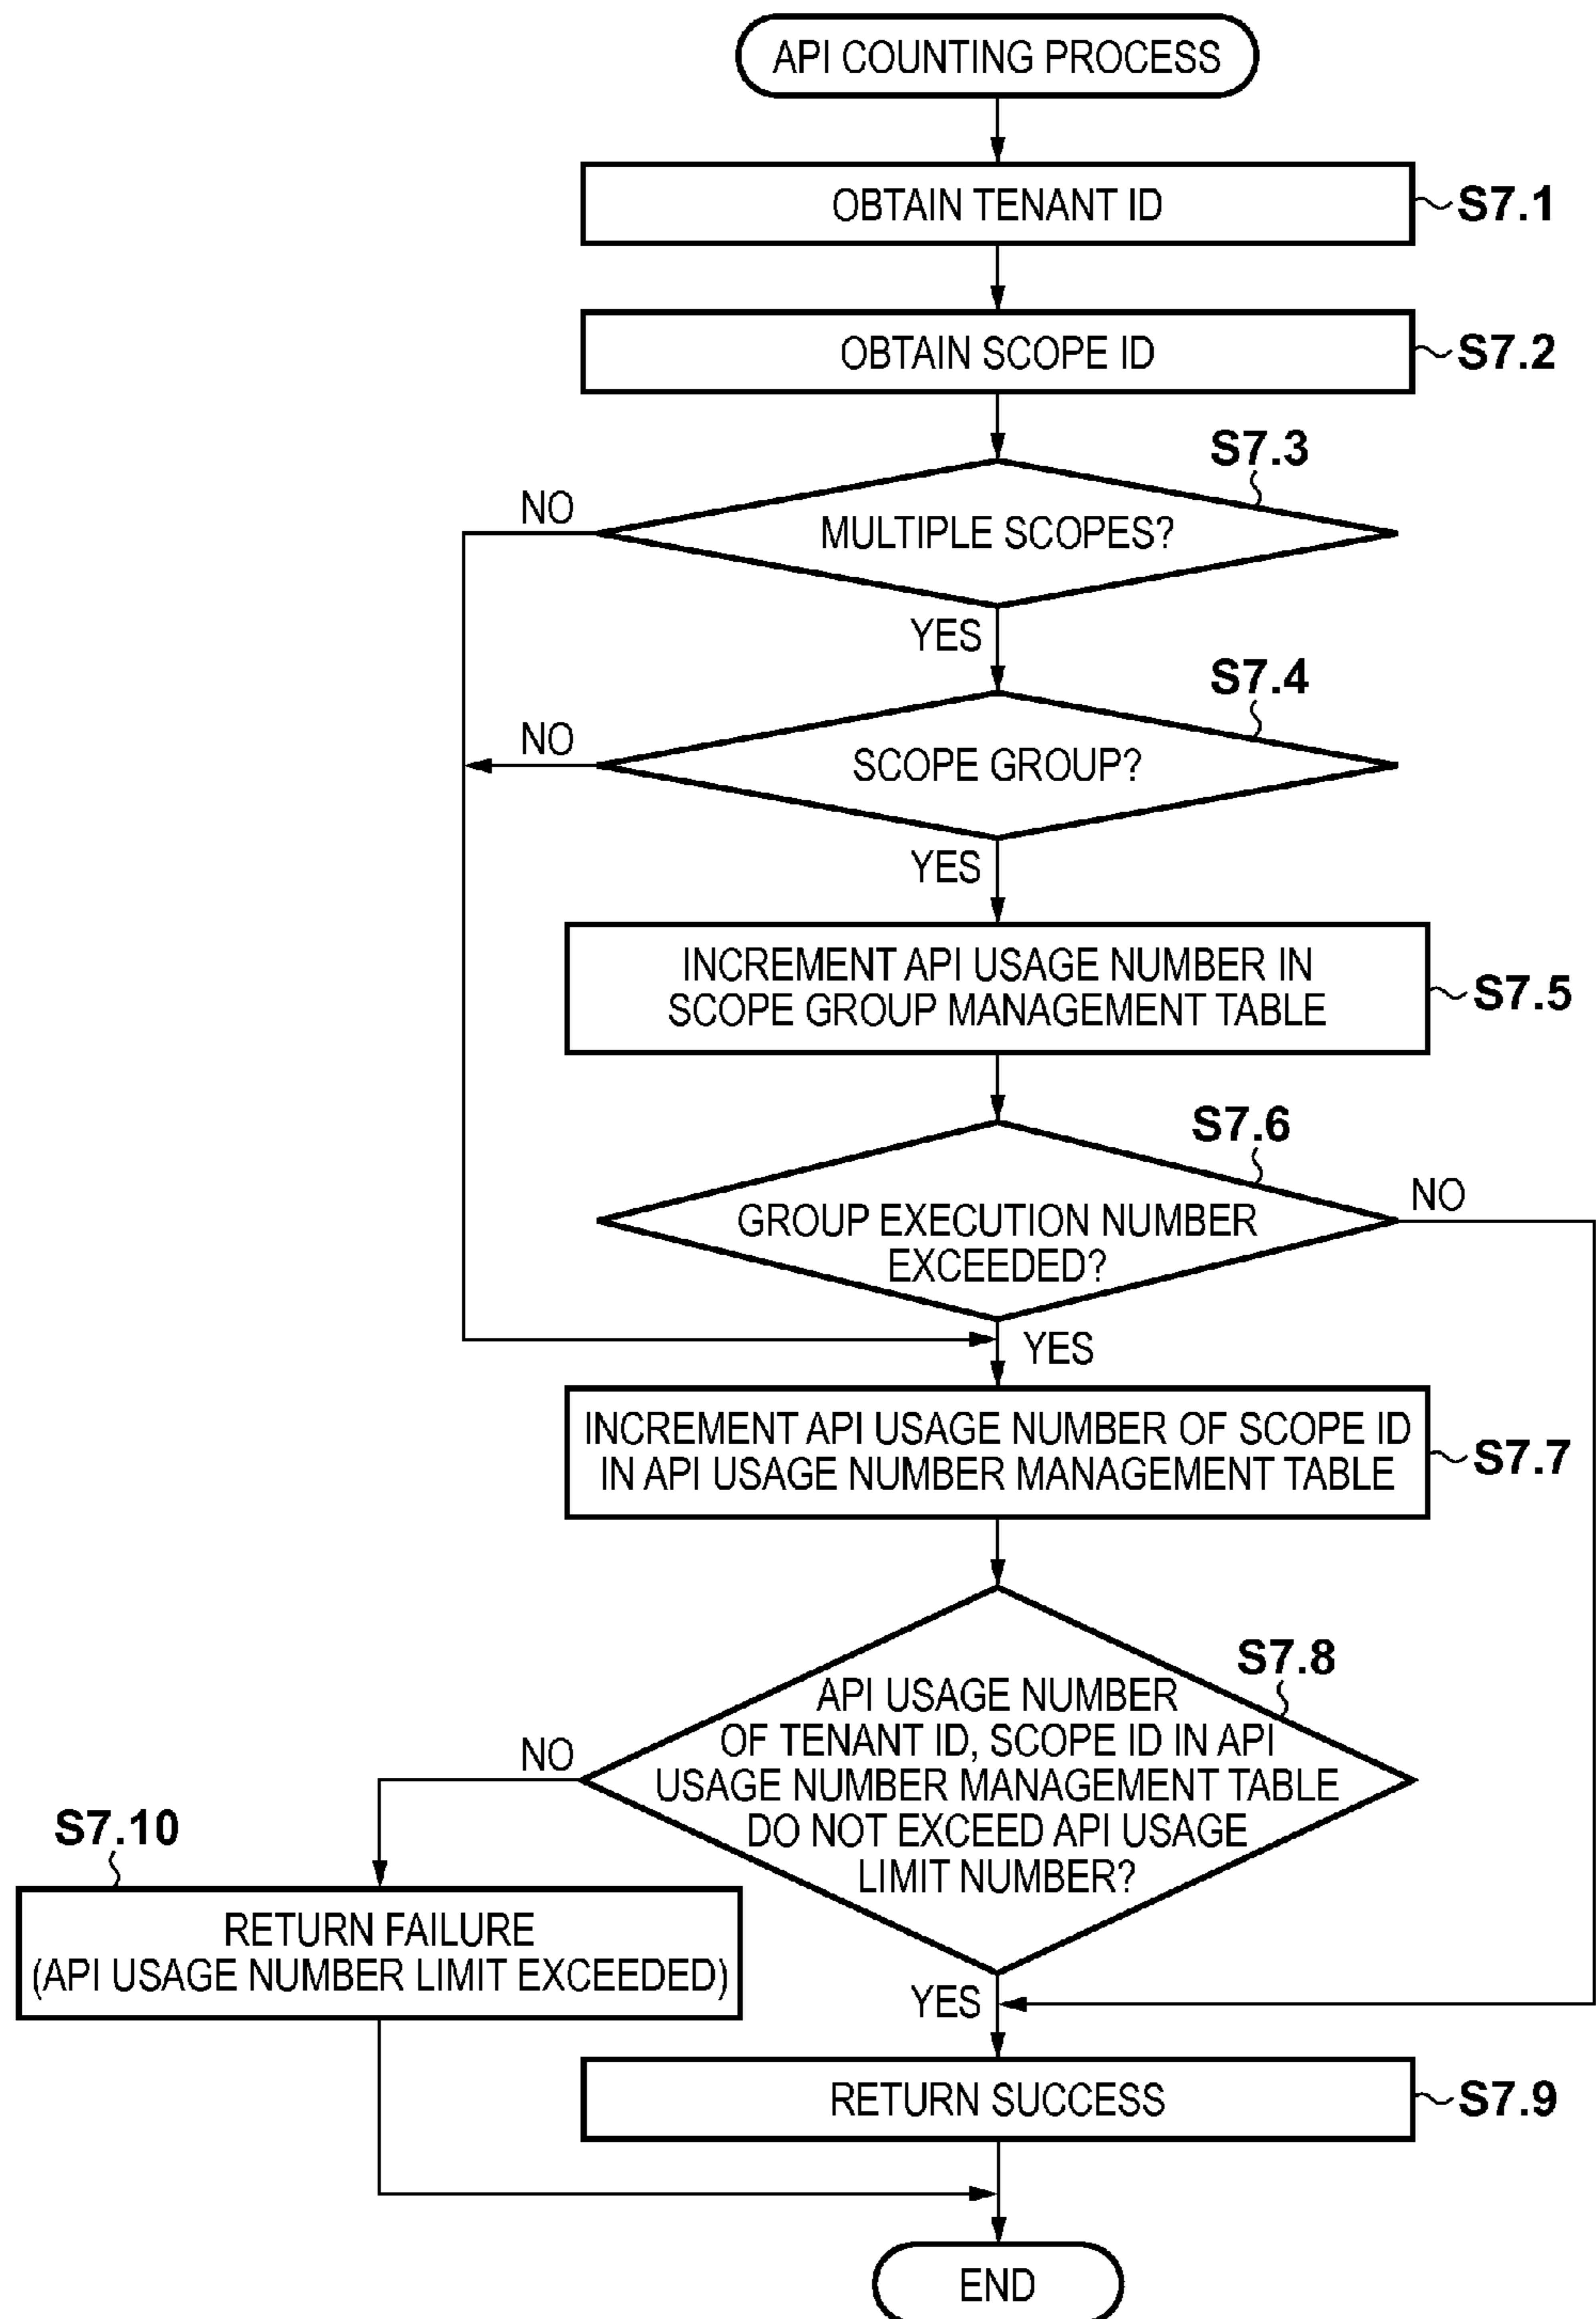 API COUNTING PROCESS
OBTAIN TENANT ID
S7.1
OBTAIN SCOPE ID
S7.2
S7.3
NO
MULTIPLE SCOPES?
YES
S7.4
NO
SCOPE GROUP?
YES
INCREMENT API USAGE NUMBER IN
SCOPE GROUP MANAGEMENT TABLE
S7.5
S7.6
NO
GROUP EXECUTION NUMBER
EXCEEDED?
YES
INCREMENT API USAGE NUMBER OF SCOPE ID
IN API USAGE NUMBER MANAGEMENT TABLE
S7.7
S7.8
API USAGE NUMBER
OF TENANT ID, SCOPE ID IN API
USAGE NUMBER MANAGEMENT TABLE
DO NOT EXCEED API USAGE
LIMIT NUMBER?
NO
S7.10
RETURN FAILURE
(API USAGE NUMBER LIMIT EXCEEDED)
YES
RETURN SUCCESS
S7.9
END